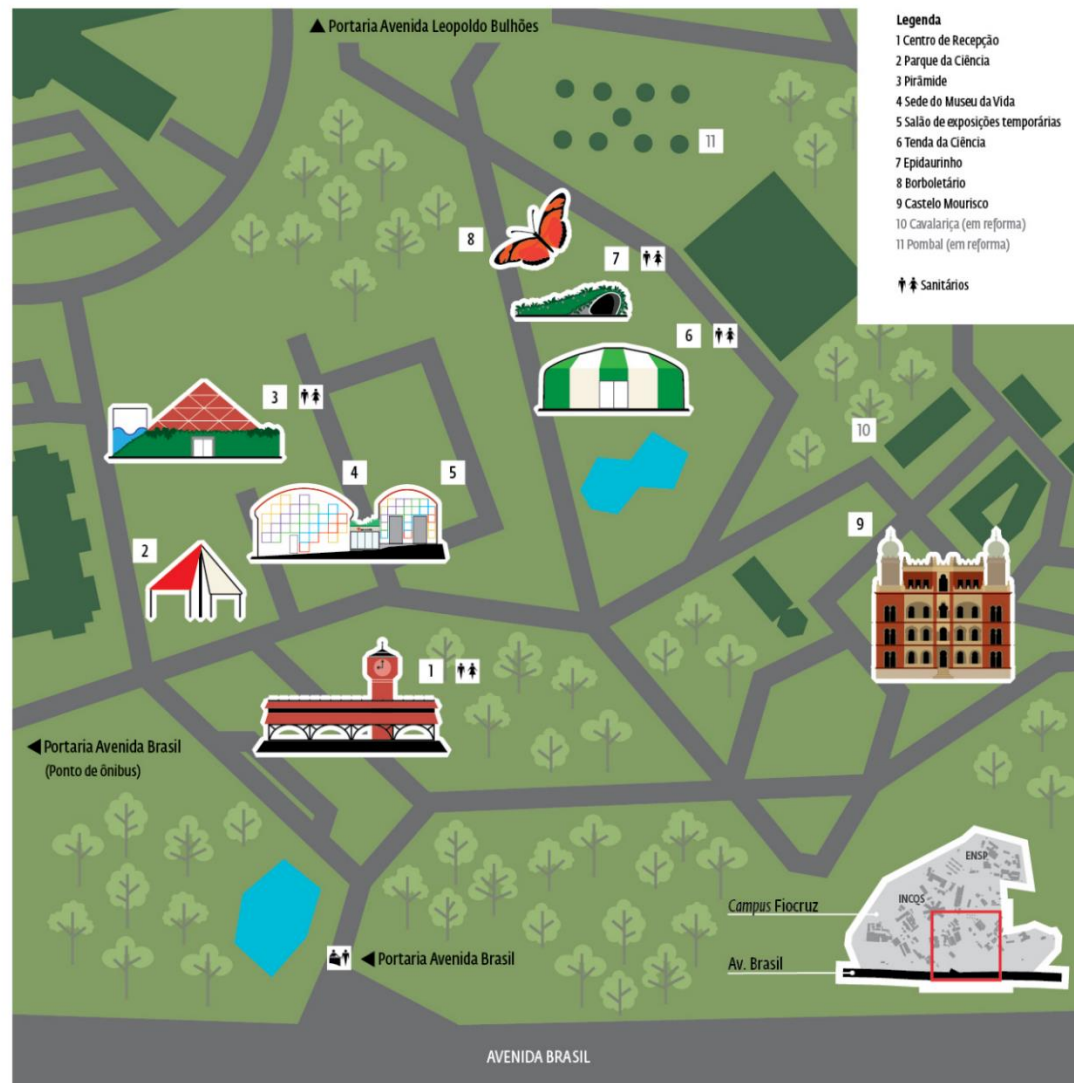 ▲ Portaria Avenida Leopoldo Bulhões
Legenda
1 Centro de Recepção
2 Parque da Ciência
3 Pirâmide
4 Sede do Museu da Vida
5 Salão de exposições temporárias
6 Tenda da Ciência
7 Epidaurinho
8 Borboletário
9 Castelo Mourisco
10 Cavalariça (em reforma)
11 Pombal (em reforma)
Sanitários
11
8
7
6
3
10
4
5
9
2
1
◀ Portaria Avenida Brasil
(Ponto de ônibus)
ENSP
INCQS
Campus Fiocruz
Av. Brasil
◀ Portaria Avenida Brasil
AVENIDA BRASIL